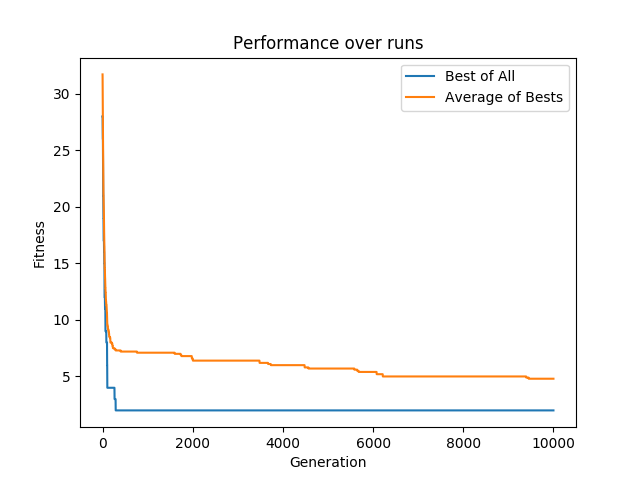 Performance over runs
Best of All
Average of Bests
Fitness
30
25
20
15
10
5
0 2000 4000 6000 8000 10000
Generation